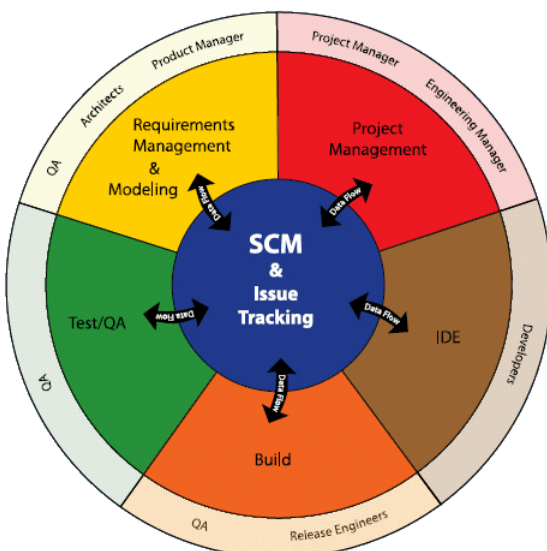 Product Manager
Architects
QA
Project Manager
Engineering Manager
Requirements
Management
&
Modeling
Project
Management
Data Flow
Data Flow
SCM
&
Issue
Tracking
Test/QA
Data Flow
Data Flow
IDE
Developers
QA
Data Flow
Build
QA
Release Engineers